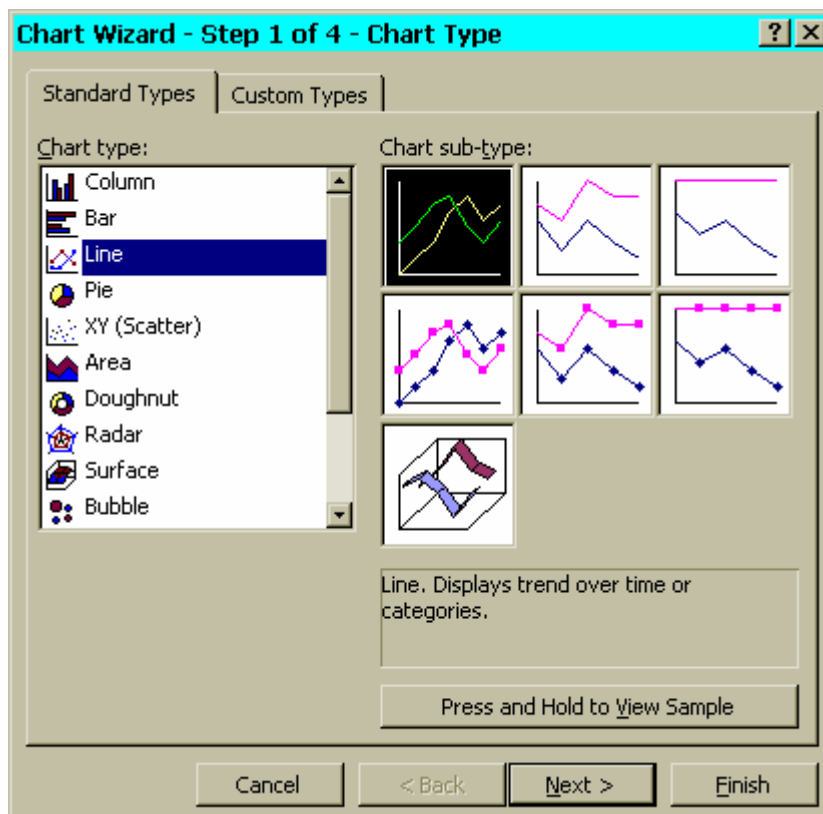 Chart Wizard - Step 1 of 4 - Chart Type
Standard Types
Custom Types
Chart type:
Column
Bar
Line
Pie
XY (Scatter)
Area
Doughnut
Radar
Surface
Bubble
Chart sub-type:
Line. Displays trend over time or
categories.
Press and Hold to View Sample
Cancel
< Back
Next >
Finish